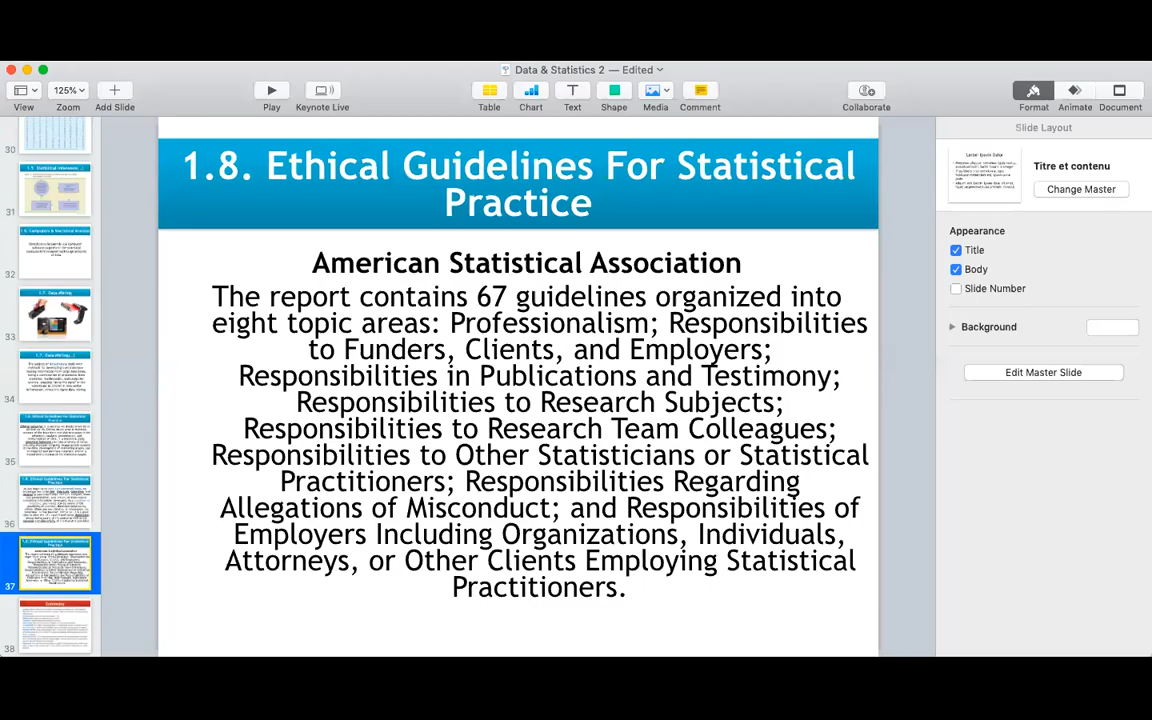 Data & Statistics 2 — Edited
125%
View
Zoom
Add Slide
Play
Keynote Live
Table
Chart
Text
Shape
Media
Comment
Collaborate
Format
Animate
Document
30
31
32
33
34
35
36
37
38
1.7. Data Mining
Summary
1.8. Ethical Guidelines For Statistical
Practice
American Statistical Association
The report contains 67 guidelines organized into
eight topic areas: Professionalism; Responsibilities
to Funders, Clients, and Employers;
Responsibilities in Publications and Testimony;
Responsibilities to Research Subjects;
Responsibilities to Research Team Colleagues;
Responsibilities to Other Statisticians or Statistical
Practitioners; Responsibilities Regarding
Allegations of Misconduct; and Responsibilities of
Employers Including Organizations, Individuals,
Attorneys, or Other Clients Employing Statistical
Practitioners.
Slide Layout
Titre et contenu
Change Master
Appearance
Title
Body
Slide Number
Background
Edit Master Slide